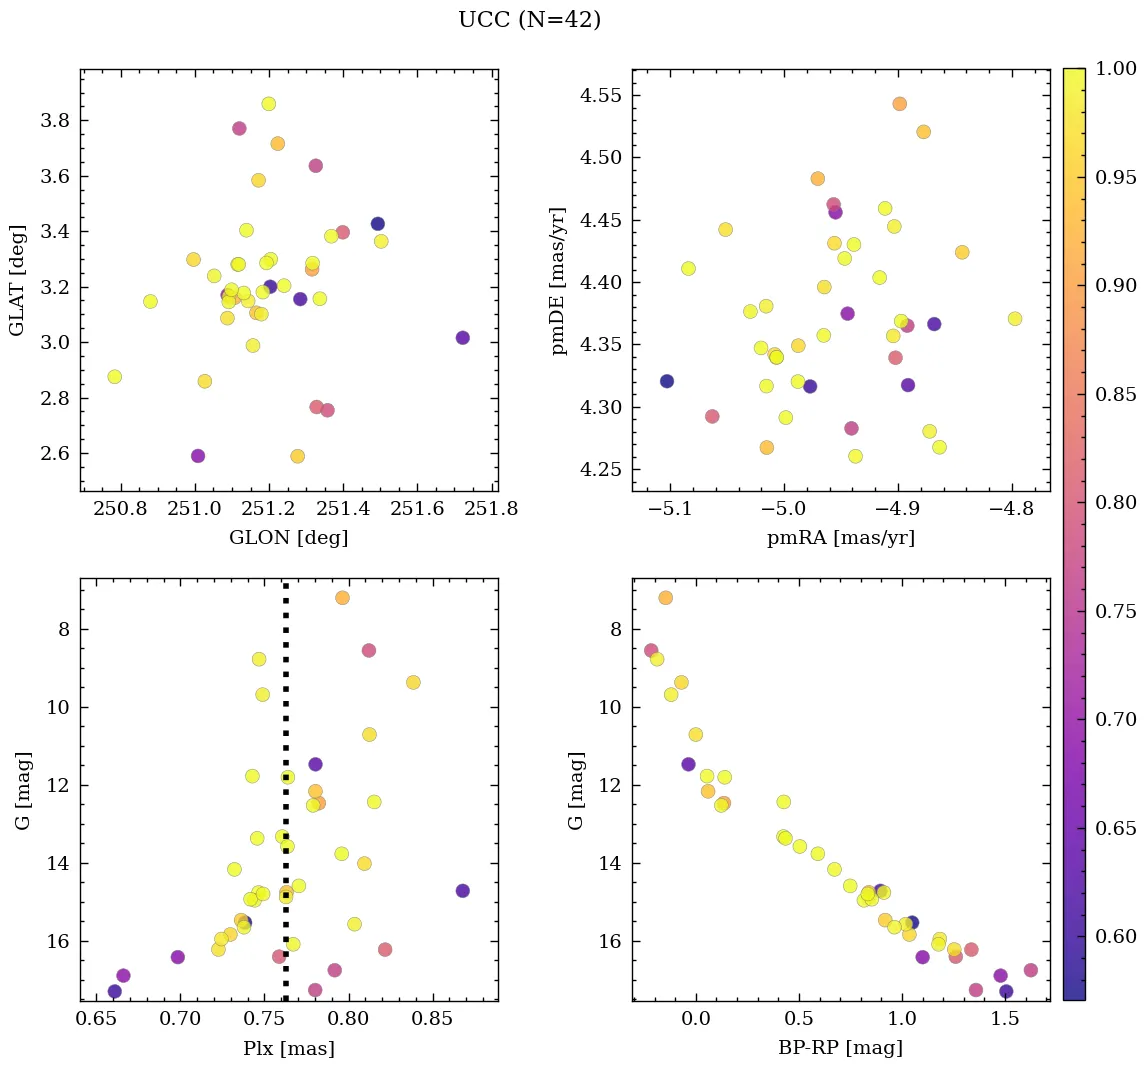 UCC (N=42)
3.8
3.6
3.4
3.2
3.0
2.8
2.6
GLAT [deg]
250.8 251.0 251.2 251.4 251.6 251.8
GLON [deg]
4.55
4.50
4.45
4.40
4.35
4.30
4.25
pmDE [mas/yr]
−5.1 −5.0 −4.9 −4.8
pmRA [mas/yr]
8
10
12
14
16
G [mag]
0.65 0.70 0.75 0.80 0.85
Plx [mas]
8
10
12
14
16
G [mag]
0.0 0.5 1.0 1.5
BP-RP [mag]
1.00
0.95
0.90
0.85
0.80
0.75
0.70
0.65
0.60